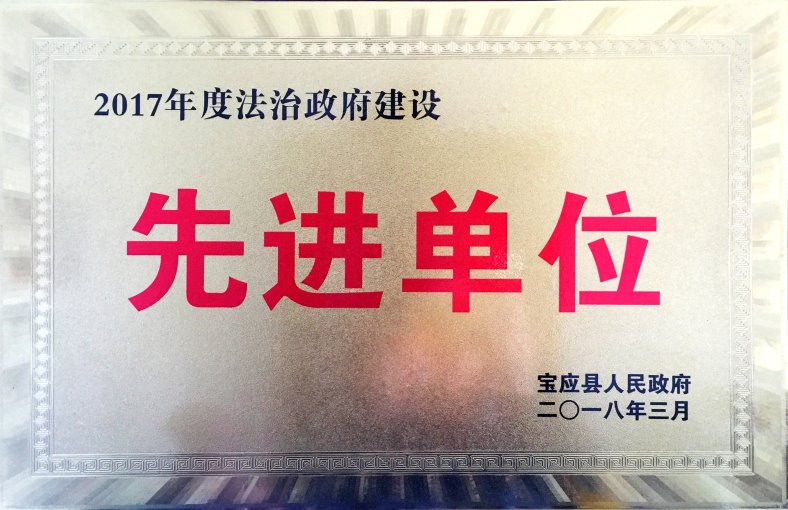 2017年度法治政府建设
先进单位
宝应县人民政府
二〇一八年三月